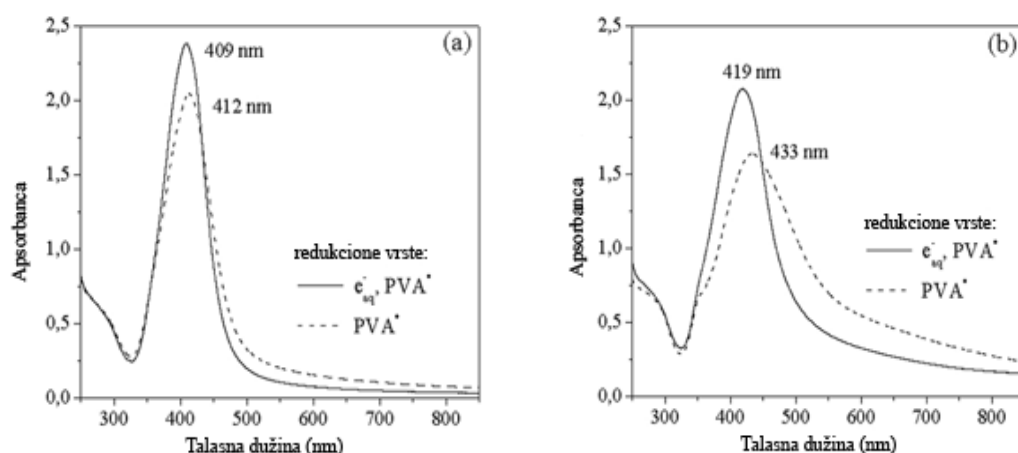 (a)
2,5
2,0
1,5
1,0
0,5
0,0
Apsorbanca
409 nm
412 nm
redukcione vrste:
e⁻aq, PVA•
PVA•
300 400 500 600 700 800
Talasna dužina (nm)
(b)
2,5
2,0
1,5
1,0
0,5
0,0
Apsorbanca
419 nm
433 nm
redukcione vrste:
e⁻aq, PVA•
PVA•
300 400 500 600 700 800
Talasna dužina (nm)